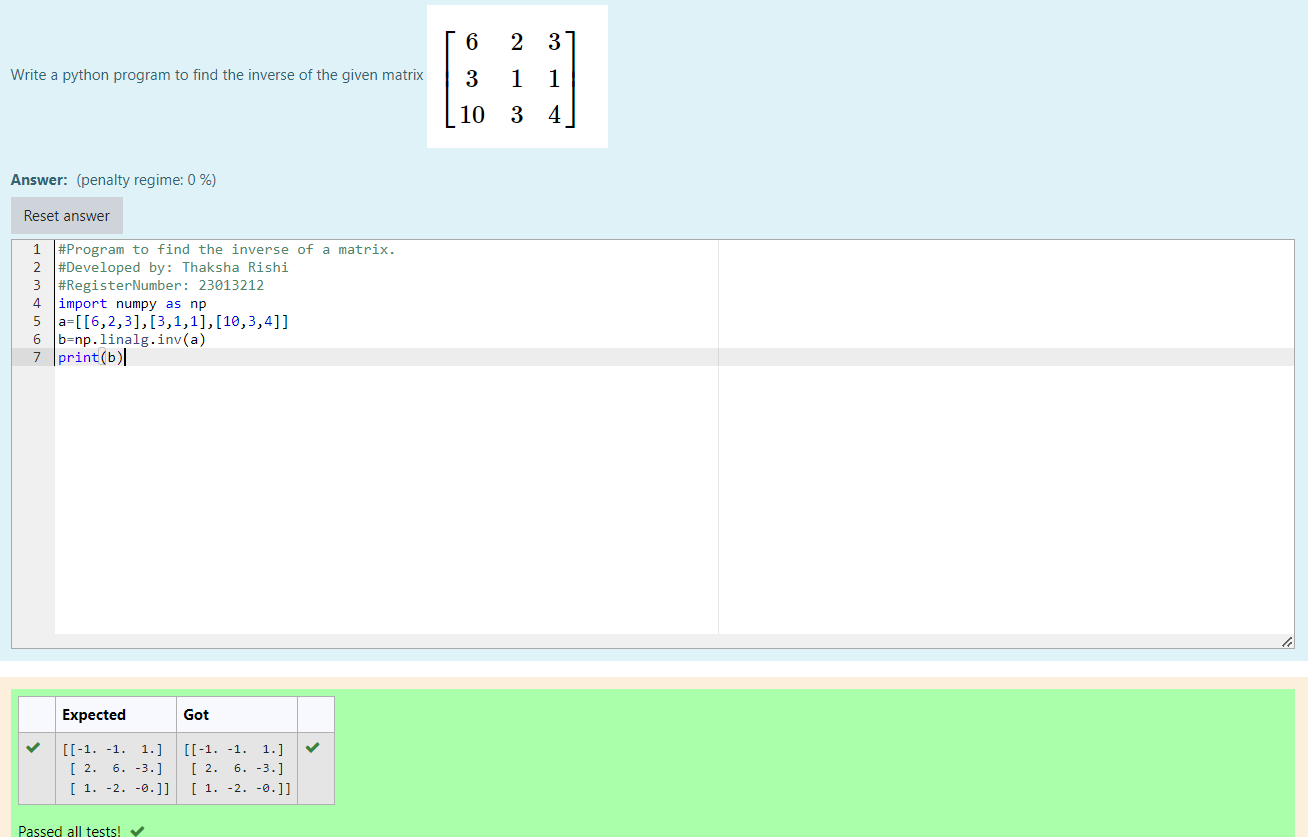 Write a python program to find the inverse of the given matrix
6 2 3
3 1 1
10 3 4
Answer: (penalty regime: 0 %)
Reset answer
1 #Program to find the inverse of a matrix.
2 #Developed by: Thaksha Rishi
3 #RegisterNumber: 23013212
4 import numpy as np
5 a=[[6,2,3],[3,1,1],[10,3,4]]
6 b=np.linalg.inv(a)
7 print(b)
Expected Got
[[-1. -1.  1.] [[-1. -1.  1.]
[ 2.  6. -3.] [ 2.  6. -3.]
[ 1. -2. -0.]] [ 1. -2. -0.]]
Passed all tests!